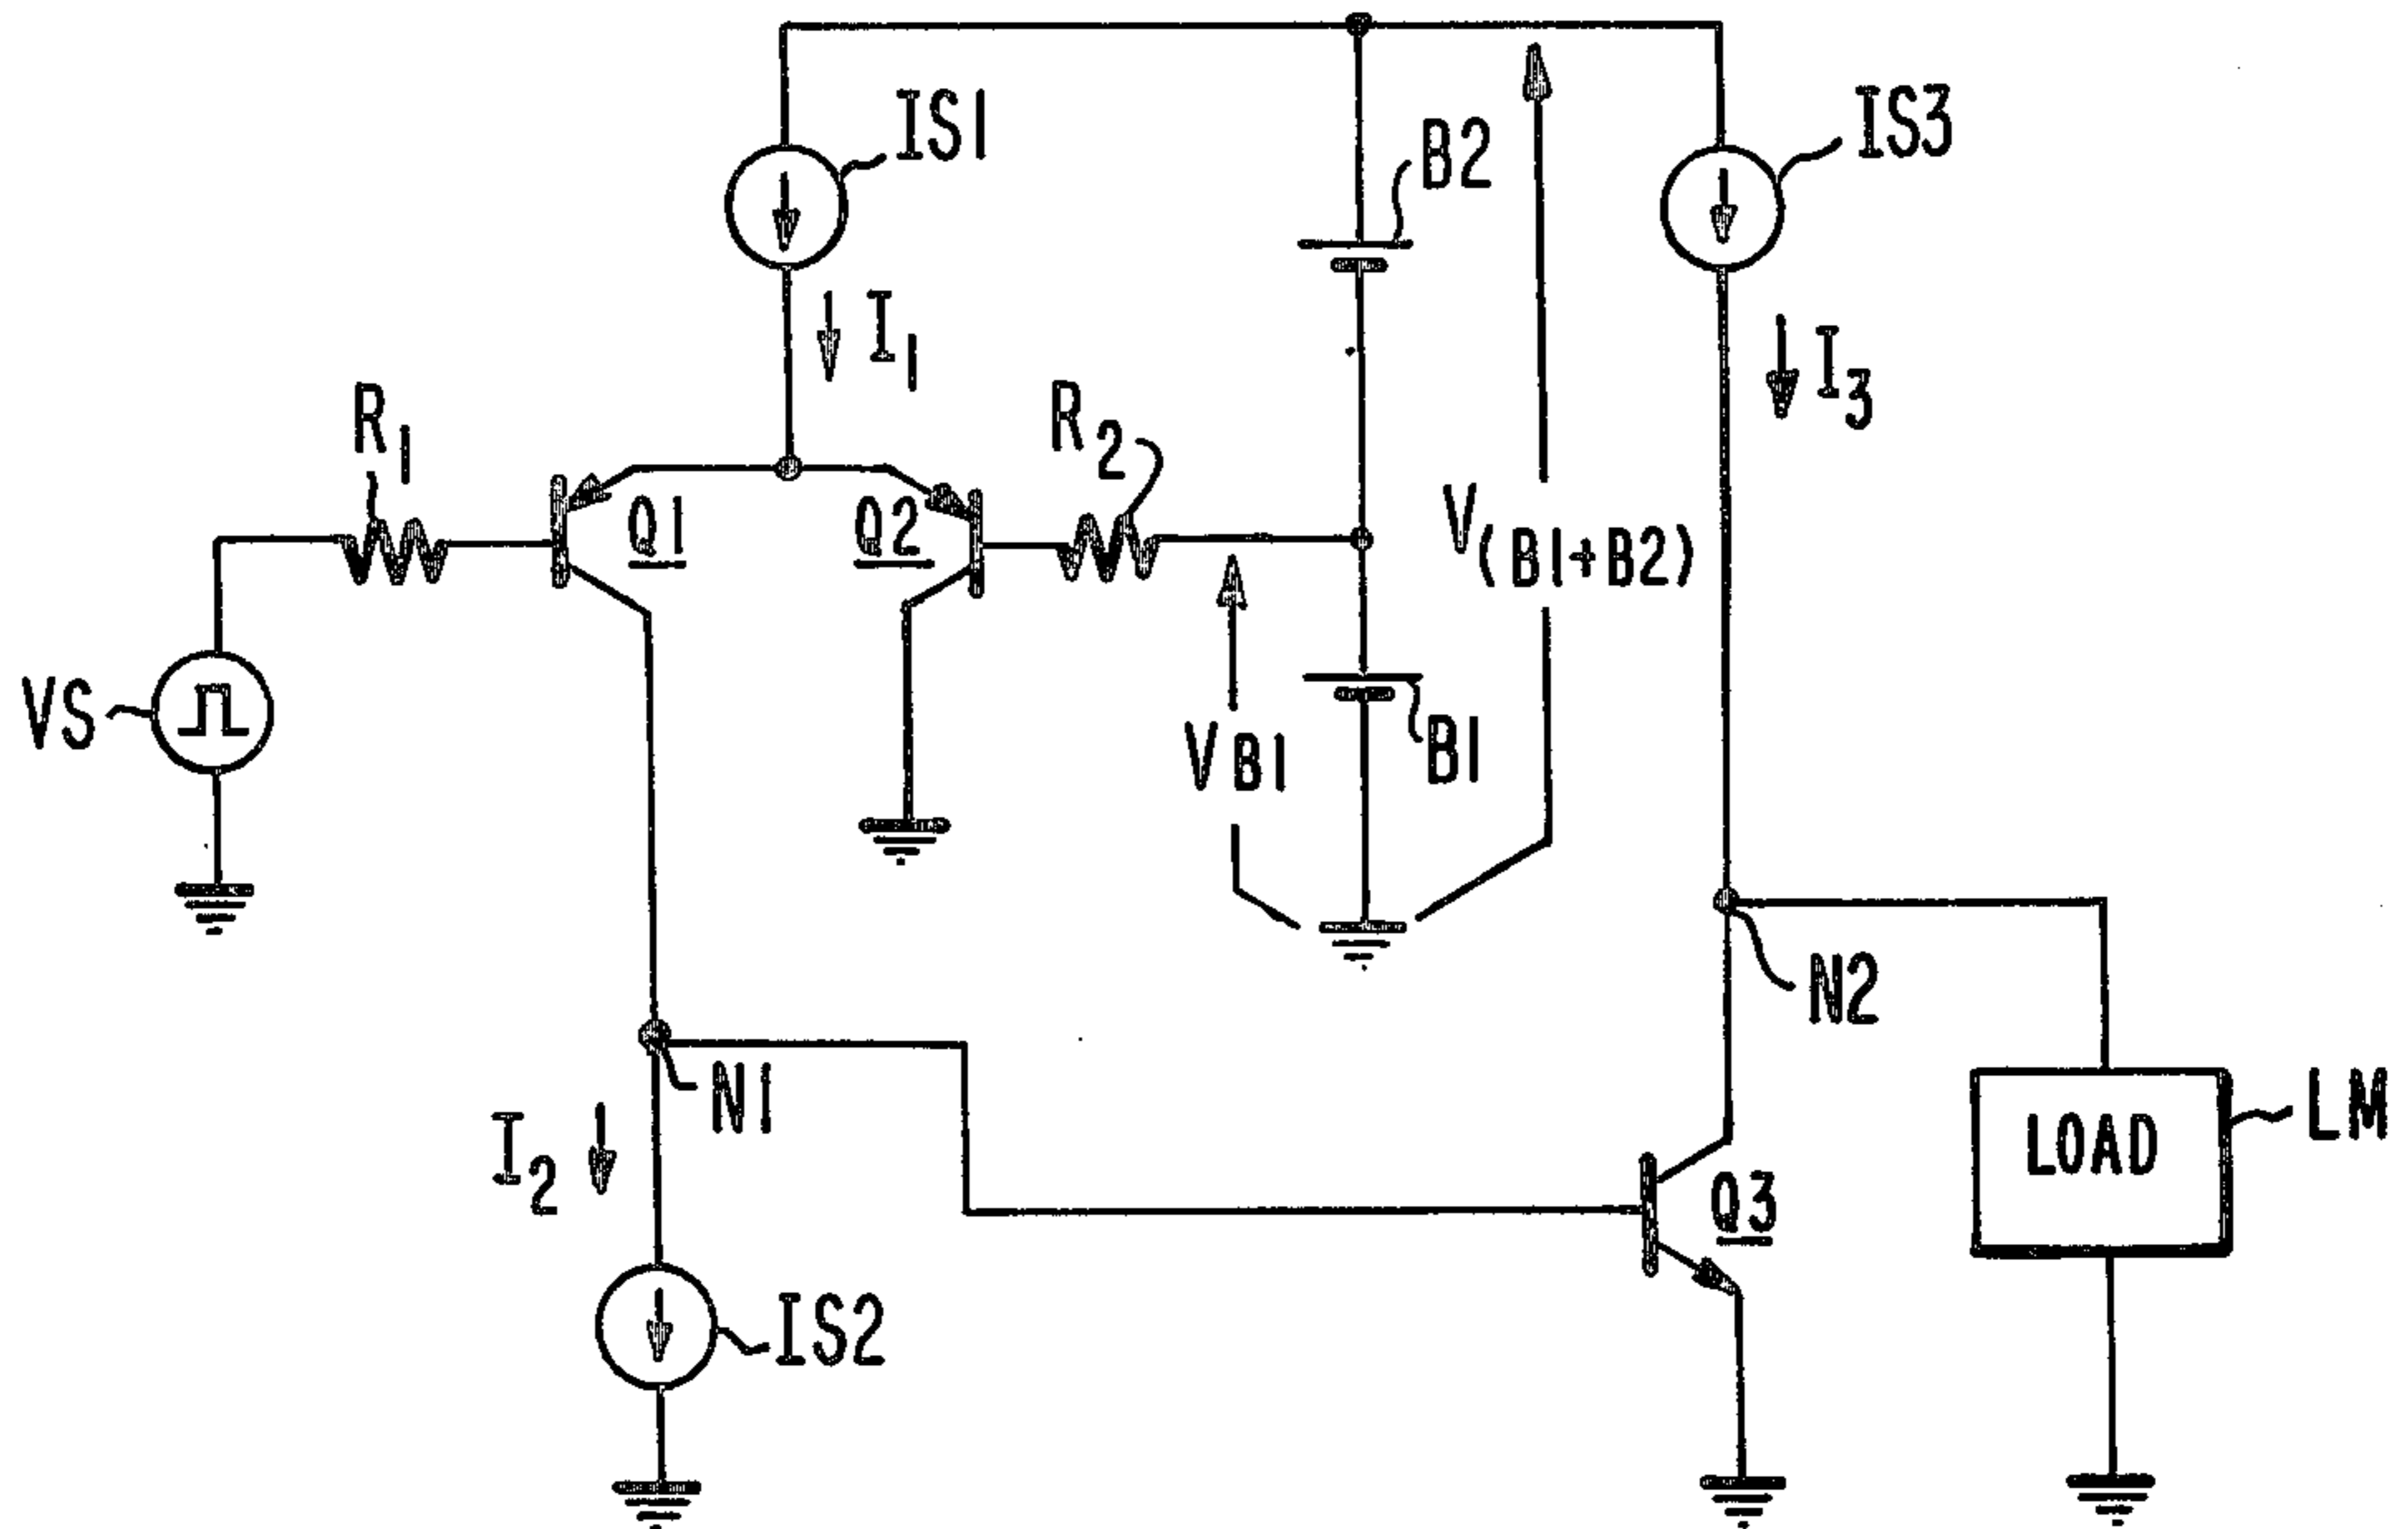 IS1
IS3
B2
I1
I3
R1
R2
Q1
Q2
V(B1+B2)
VS
VB1
B1
N2
N1
I2
Q3
LOAD
LM
IS2